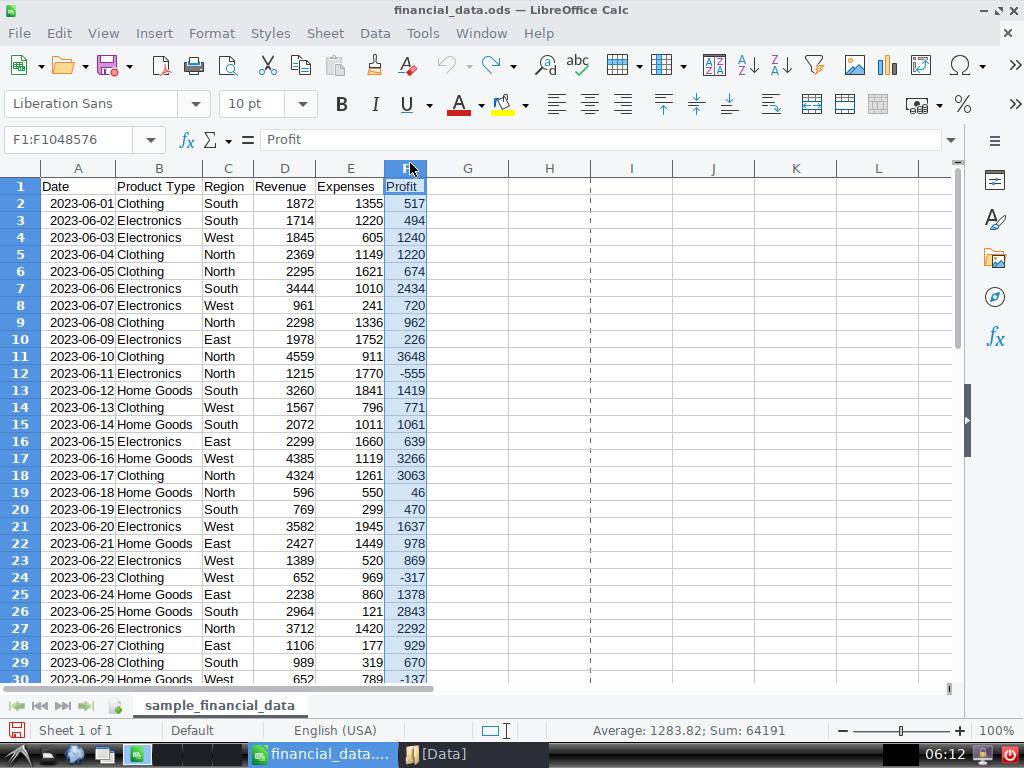 financial_data.ods — LibreOffice Calc
File Edit View Insert Format Styles Sheet Data Tools Window Help
Liberation Sans 10 pt
F1:F1048576 Profit
A B C D E F G H I J K L
1 Date Product Type Region Revenue Expenses Profit
2 2023-06-01 Clothing South 1872 1355 517
3 2023-06-02 Electronics South 1714 1220 494
4 2023-06-03 Electronics West 1845 605 1240
5 2023-06-04 Clothing North 2369 1149 1220
6 2023-06-05 Clothing North 2295 1621 674
7 2023-06-06 Electronics South 3444 1010 2434
8 2023-06-07 Electronics West 961 241 720
9 2023-06-08 Clothing North 2298 1336 962
10 2023-06-09 Electronics East 1978 1752 226
11 2023-06-10 Clothing North 4559 911 3648
12 2023-06-11 Electronics North 1215 1770 -555
13 2023-06-12 Home Goods South 3260 1841 1419
14 2023-06-13 Clothing West 1567 796 771
15 2023-06-14 Home Goods South 2072 1011 1061
16 2023-06-15 Electronics East 2299 1660 639
17 2023-06-16 Home Goods West 4385 1119 3266
18 2023-06-17 Clothing North 4324 1261 3063
19 2023-06-18 Home Goods North 596 550 46
20 2023-06-19 Electronics South 769 299 470
21 2023-06-20 Electronics West 3582 1945 1637
22 2023-06-21 Home Goods East 2427 1449 978
23 2023-06-22 Electronics West 1389 520 869
24 2023-06-23 Clothing West 652 969 -317
25 2023-06-24 Home Goods East 2238 860 1378
26 2023-06-25 Home Goods South 2964 121 2843
27 2023-06-26 Electronics North 3712 1420 2292
28 2023-06-27 Clothing East 1106 177 929
29 2023-06-28 Clothing South 989 319 670
30 2023-06-29 Home Goods West 652 789 -137
sample_financial_data
Sheet 1 of 1 Default English (USA) Average: 1283.82; Sum: 64191 100%
financial_data.... [Data] 06:12